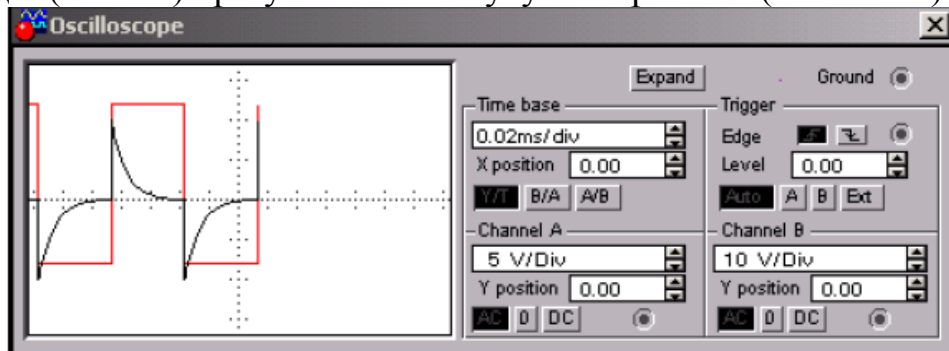 Oscilloscope
Expand
Ground
Time base
0.02ms/div
X position 0.00
Y/T B/A A/B
Trigger
Edge
Level 0.00
Auto A B Ext
Channel A
5 V/Div
Y position 0.00
AC 0 DC
Channel B
10 V/Div
Y position 0.00
AC 0 DC